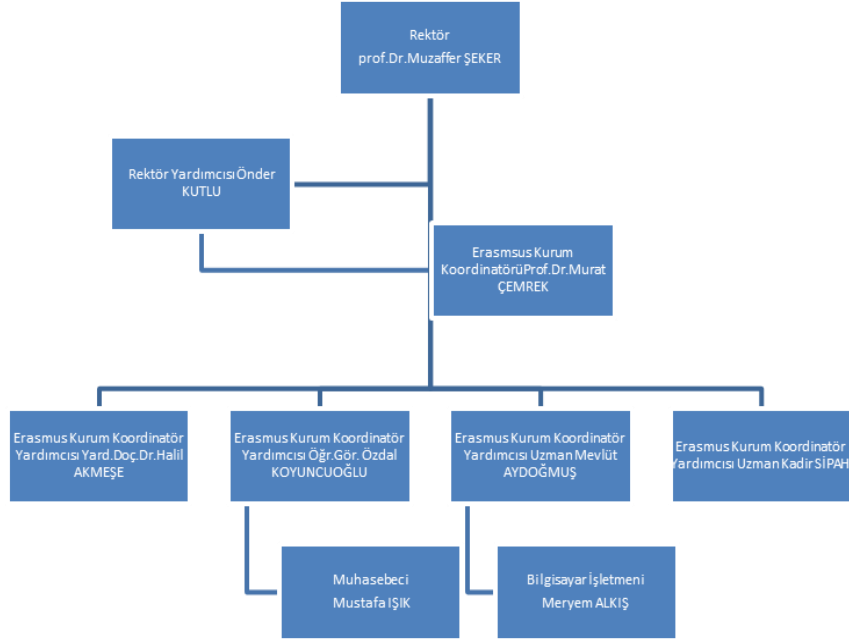 Rektör
prof.Dr.Muzaffer ŞEKER
Rektör Yardımcısı Önder
KUTLU
Erasmsus Kurum
KoordinatörüProf.Dr.Murat
ÇEMREK
Erasmus Kurum Koordinatör
Yardımcısı Yard.Doç.Dr.Halil
AKMEŞE
Erasmus Kurum Koordinatör
Yardımcısı Öğr.Gör. Özdal
KOYUNCUOĞLU
Erasmus Kurum Koordinatör
Yardımcısı Uzman Mevlüt
AYDOĞMUŞ
Erasmus Kurum Koordinatör
Yardımcısı Uzman Kadir SİPAH
Muhasebeci
Mustafa IŞIK
Bilgisayar İşletmeni
Meryem ALKIŞ